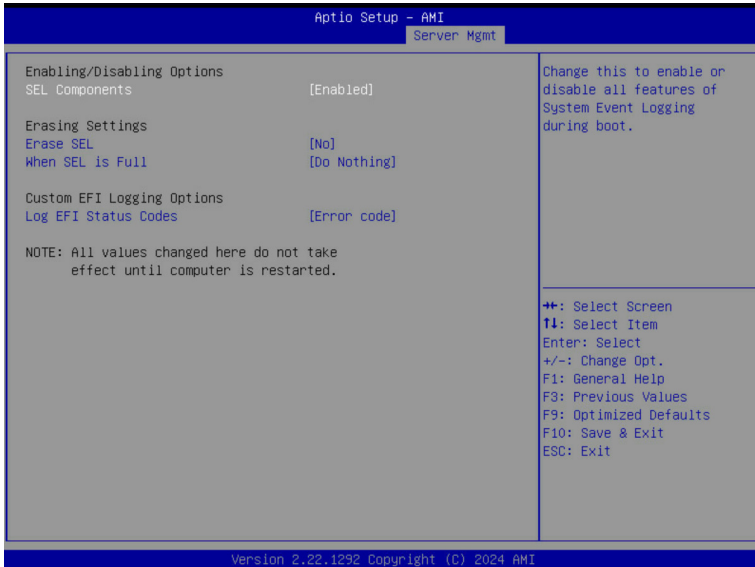 Aptio Setup – AMI
Server Mgmt
Enabling/Disabling Options
SEL Components [Enabled]
Erasing Settings
Erase SEL [No]
When SEL is Full [Do Nothing]
Custom EFI Logging Options
Log EFI Status Codes [Error code]
NOTE: All values changed here do not take
effect until computer is restarted.
Change this to enable or
disable all features of
System Event Logging
during boot.
→←: Select Screen
↑↓: Select Item
Enter: Select
+/-: Change Opt.
F1: General Help
F3: Previous Values
F9: Optimized Defaults
F10: Save & Exit
ESC: Exit
Version 2.22.1292 Copyright (C) 2024 AMI